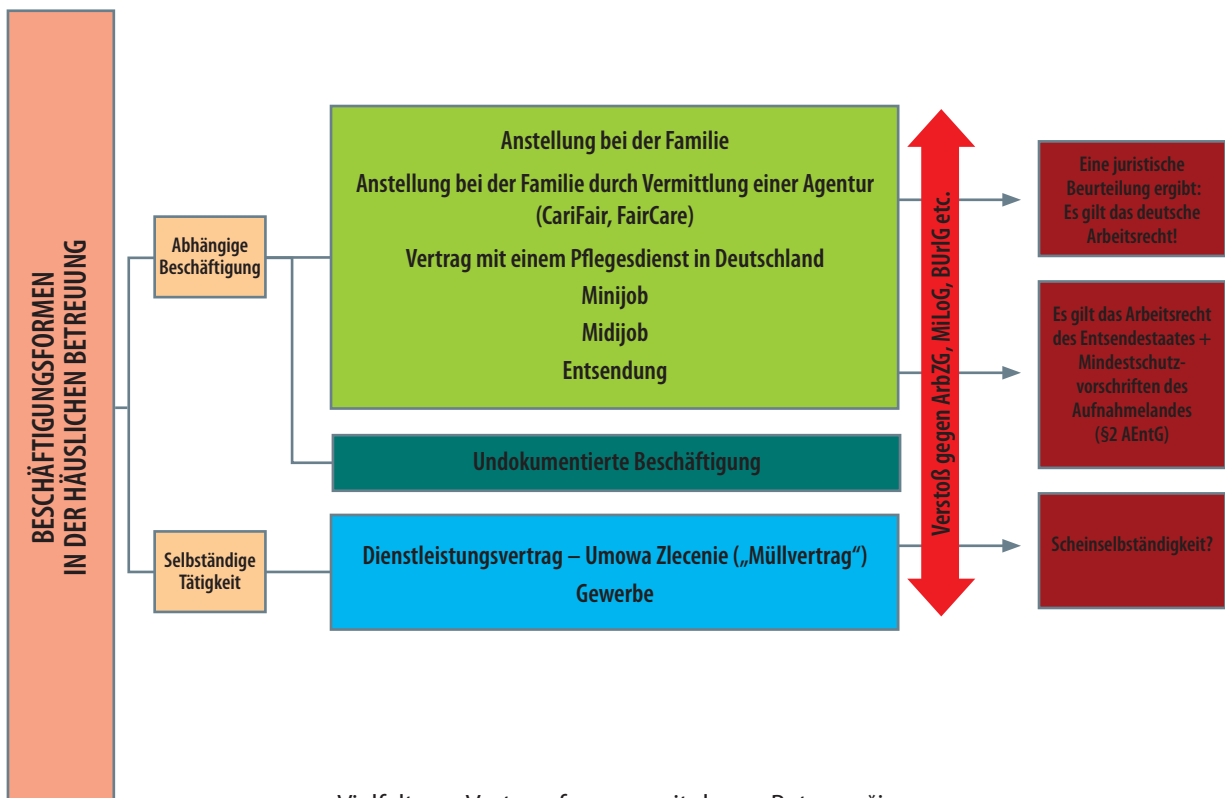 BESCHÄFTIGUNGSFORMEN
IN DER HÄUSLICHEN BETREUUNG
Abhängige
Beschäftigung
Selbständige
Tätigkeit
Anstellung bei der Familie
Anstellung bei der Familie durch Vermittlung einer Agentur
(CariFair, FairCare)
Vertrag mit einem Pflegesdienst in Deutschland
Minijob
Midijob
Entsendung
Undokumentierte Beschäftigung
Dienstleistungsvertrag – Umowa Zlecenie („Müllvertrag“)
Gewerbe
Verstoß gegen ArbZG, MiLoG, BUrlG etc.
Eine juristische
Beurteilung ergibt:
Es gilt das deutsche
Arbeitsrecht!
Es gilt das Arbeitsrecht
des Entsendestaates +
Mindestschutz-
vorschriften des
Aufnahmelandes
(§2 AEntG)
Scheinselbständigkeit?